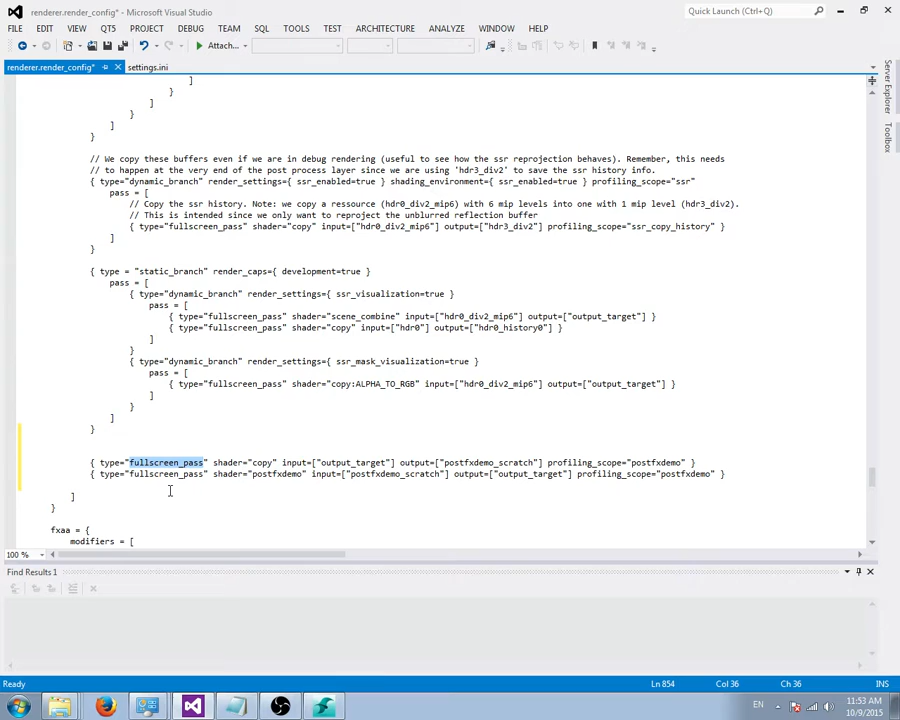 renderer.render_config* - Microsoft Visual Studio
Quick Launch (Ctrl+Q)
FILE EDIT VIEW QT5 PROJECT DEBUG TEAM SQL TOOLS TEST ARCHITECTURE ANALYZE WINDOW HELP
Attach...
renderer.render_config* settings.ini
Server Explorer
Toolbox
]
}
]
}
]
}
// We copy these buffers even if we are in debug rendering (useful to see how the ssr reprojection behaves). Remember, this needs
// to happen at the very end of the post process layer since we are using 'hdr3_div2' to save the ssr history info.
{ type="dynamic_branch" render_settings={ ssr_enabled=true } shading_environment={ ssr_enabled=true } profiling_scope="ssr"
pass = [
// Copy the ssr history. Note: we copy a ressource (hdr0_div2_mip6) with 6 mip levels into one with 1 mip level (hdr3_div2).
// This is intended since we only want to reproject the unblurred reflection buffer
{ type="fullscreen_pass" shader="copy" input=["hdr0_div2_mip6"] output=["hdr3_div2"] profiling_scope="ssr_copy_history" }
]
}
{ type = "static_branch" render_caps={ development=true }
pass = [
{ type="dynamic_branch" render_settings={ ssr_visualization=true }
pass = [
{ type="fullscreen_pass" shader="scene_combine" input=["hdr0_div2_mip6"] output=["output_target"] }
{ type="fullscreen_pass" shader="copy" input=["hdr0"] output=["hdr0_history0"] }
]
}
{ type="dynamic_branch" render_settings={ ssr_mask_visualization=true }
pass = [
{ type="fullscreen_pass" shader="copy:ALPHA_TO_RGB" input=["hdr0_div2_mip6"] output=["output_target"] }
]
}
]
}
{ type="fullscreen_pass" shader="copy" input=["output_target"] output=["postfxdemo_scratch"] profiling_scope="postfxdemo" }
{ type="fullscreen_pass" shader="postfxdemo" input=["postfxdemo_scratch"] output=["output_target"] profiling_scope="postfxdemo" }
]
}
fxaa = {
modifiers = [
100 %
Find Results 1
Ready Ln 854 Col 36 Ch 36 INS
EN 11:53 AM
10/9/2015